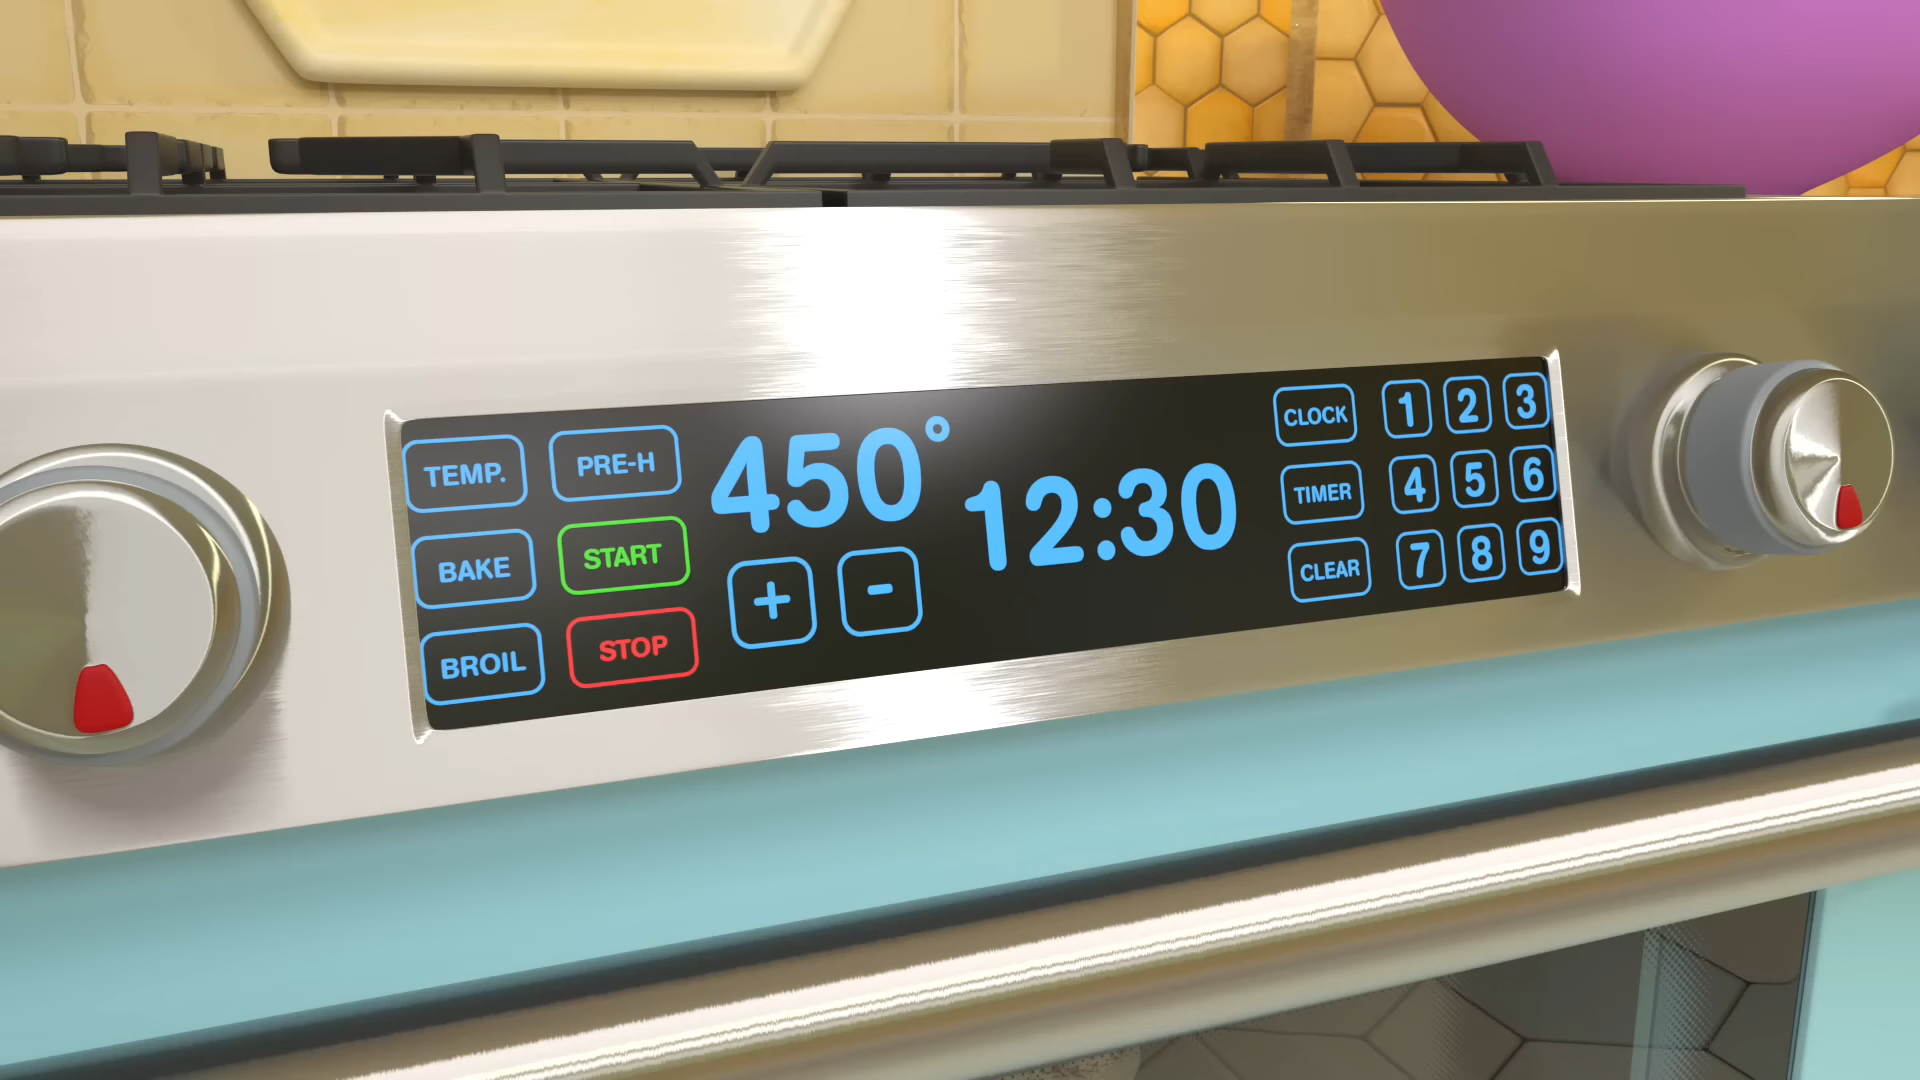 TEMP. PRE-H
BAKE START
BROIL STOP
450°
+ -
12:30
CLOCK 1 2 3
TIMER 4 5 6
CLEAR 7 8 9